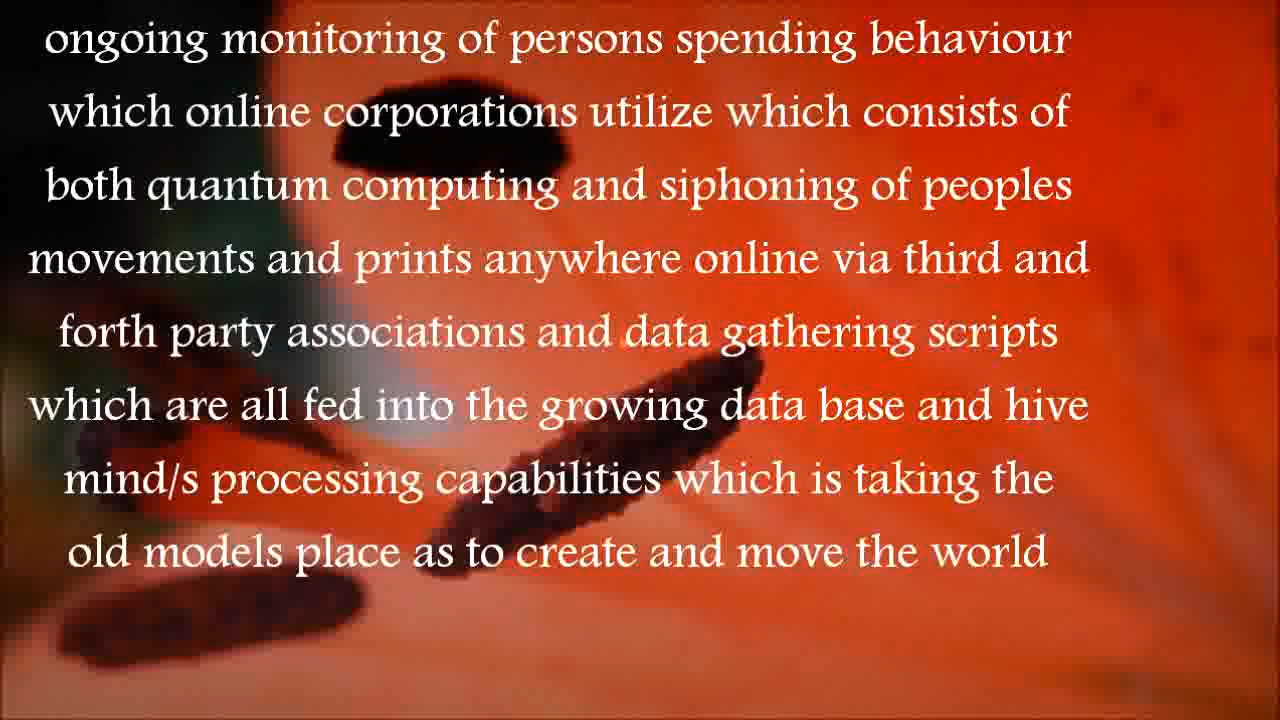 ongoing monitoring of persons spending behaviour
which online corporations utilize which consists of
both quantum computing and siphoning of peoples
movements and prints anywhere online via third and
forth party associations and data gathering scripts
which are all fed into the growing data base and hive
mind/s processing capabilities which is taking the
old models place as to create and move the world